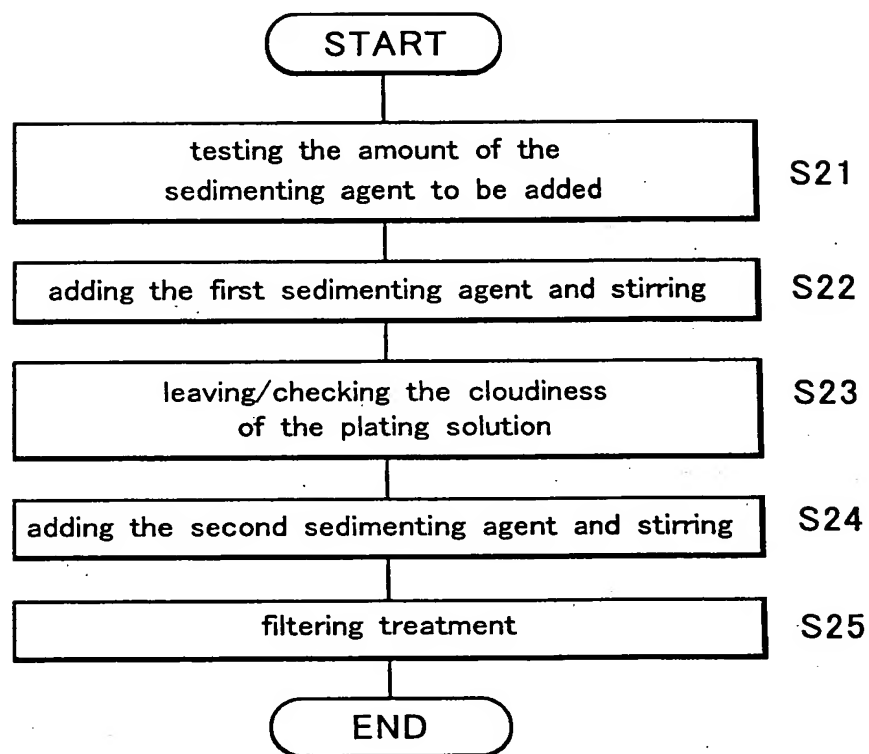 START
testing the amount of the
sedimenting agent to be added
S21
adding the first sedimenting agent and stirring
S22
leaving/checking the cloudiness
of the plating solution
S23
adding the second sedimenting agent and stirring
S24
filtering treatment
S25
END